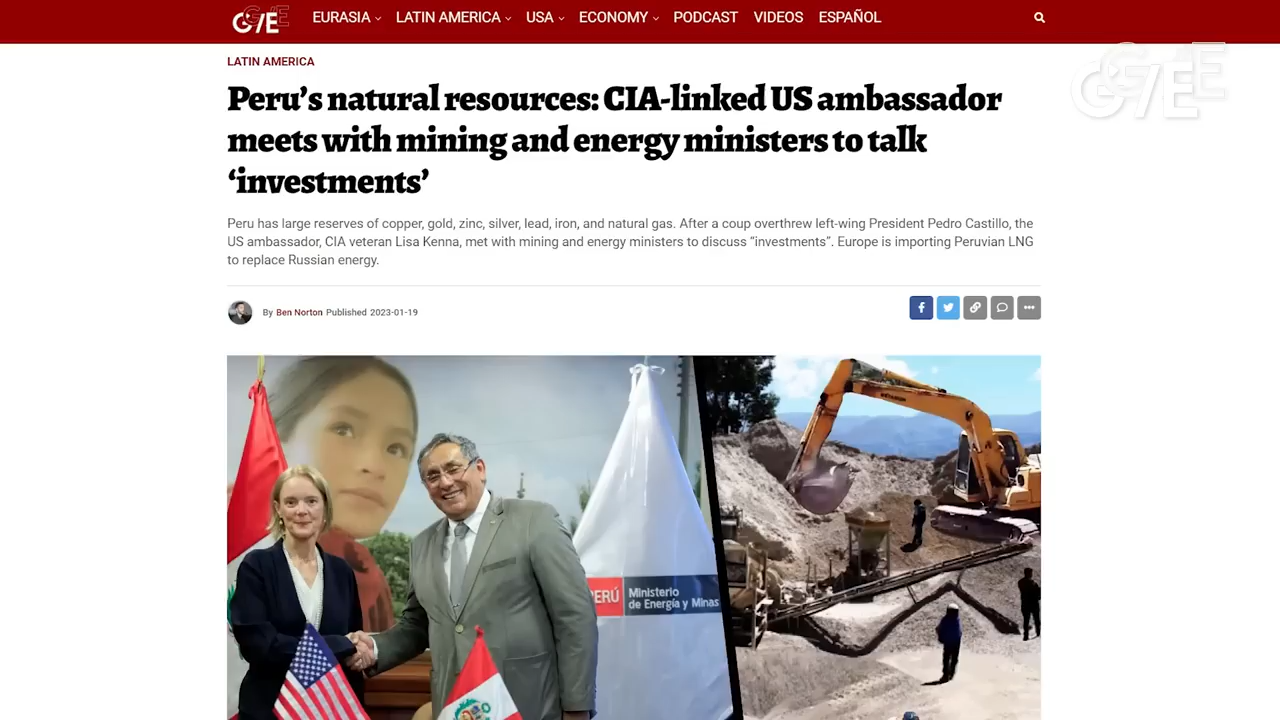 GGEE
EURASIA LATIN AMERICA USA ECONOMY PODCAST VIDEOS ESPAÑOL
GGEE
LATIN AMERICA
Peru’s natural resources: CIA-linked US ambassador
meets with mining and energy ministers to talk
‘investments’
Peru has large reserves of copper, gold, zinc, silver, lead, iron, and natural gas. After a coup overthrew left-wing President Pedro Castillo, the
US ambassador, CIA veteran Lisa Kenna, met with mining and energy ministers to discuss “investments”. Europe is importing Peruvian LNG
to replace Russian energy.
By Ben Norton Published 2023-01-19
PERÚ
Ministerio
de Energía y Minas